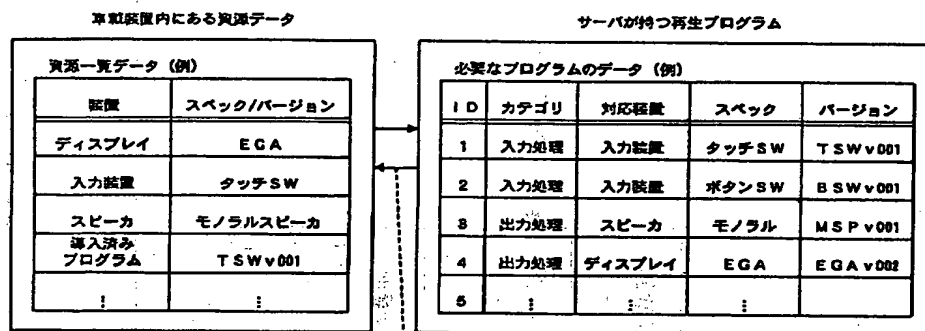 車載装置内にある資源データ
サーバが持つ再生プログラム
資源一覧データ (例)
装置 スペック/バージョン
ディスプレイ EGA
入力装置 タッチSW
スピーカ モノラルスピーカ
導入済み
プログラム TSWv001
⋮ ⋮
必要なプログラムのデータ (例)
ID カテゴリ 対応装置 スペック バージョン
1 入力処理 入力装置 タッチSW TSWv001
2 入力処理 入力装置 ボタンSW BSWv001
3 出力処理 スピーカ モノラル MSPv001
4 出力処理 ディスプレイ EGA EGAv002
5 ⋮ ⋮ ⋮